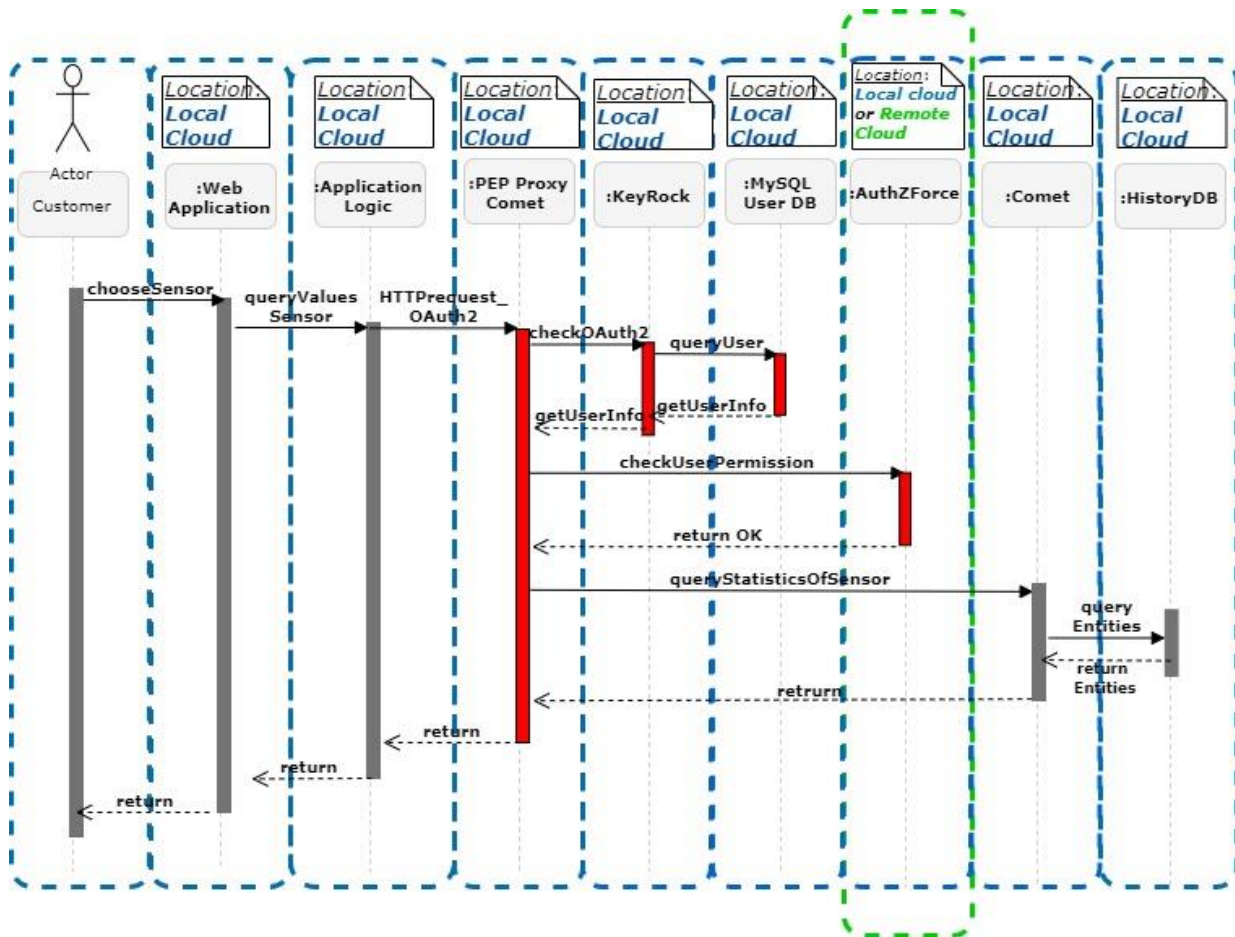 Location:
Local
Cloud
Location:
Local
Cloud
Location:
Local
Cloud
Location:
Local
Cloud
Location:
Local
Cloud
Location:
Local cloud
or Remote
Cloud
Location:
Local
Cloud
Location:
Local
Cloud
Actor
Customer
:Web
Application
:Application
Logic
:PEP Proxy
Comet
:KeyRock
:MySQL
User DB
:AuthZForce
:Comet
:HistoryDB
chooseSensor
queryValues
Sensor
HTTPrequest_
OAuth2
checkOAuth2
queryUser
getUserInfo
getUserInfo
checkUserPermission
return OK
queryStatisticsOfSensor
query
Entities
return
Entities
retrurn
return
return
return